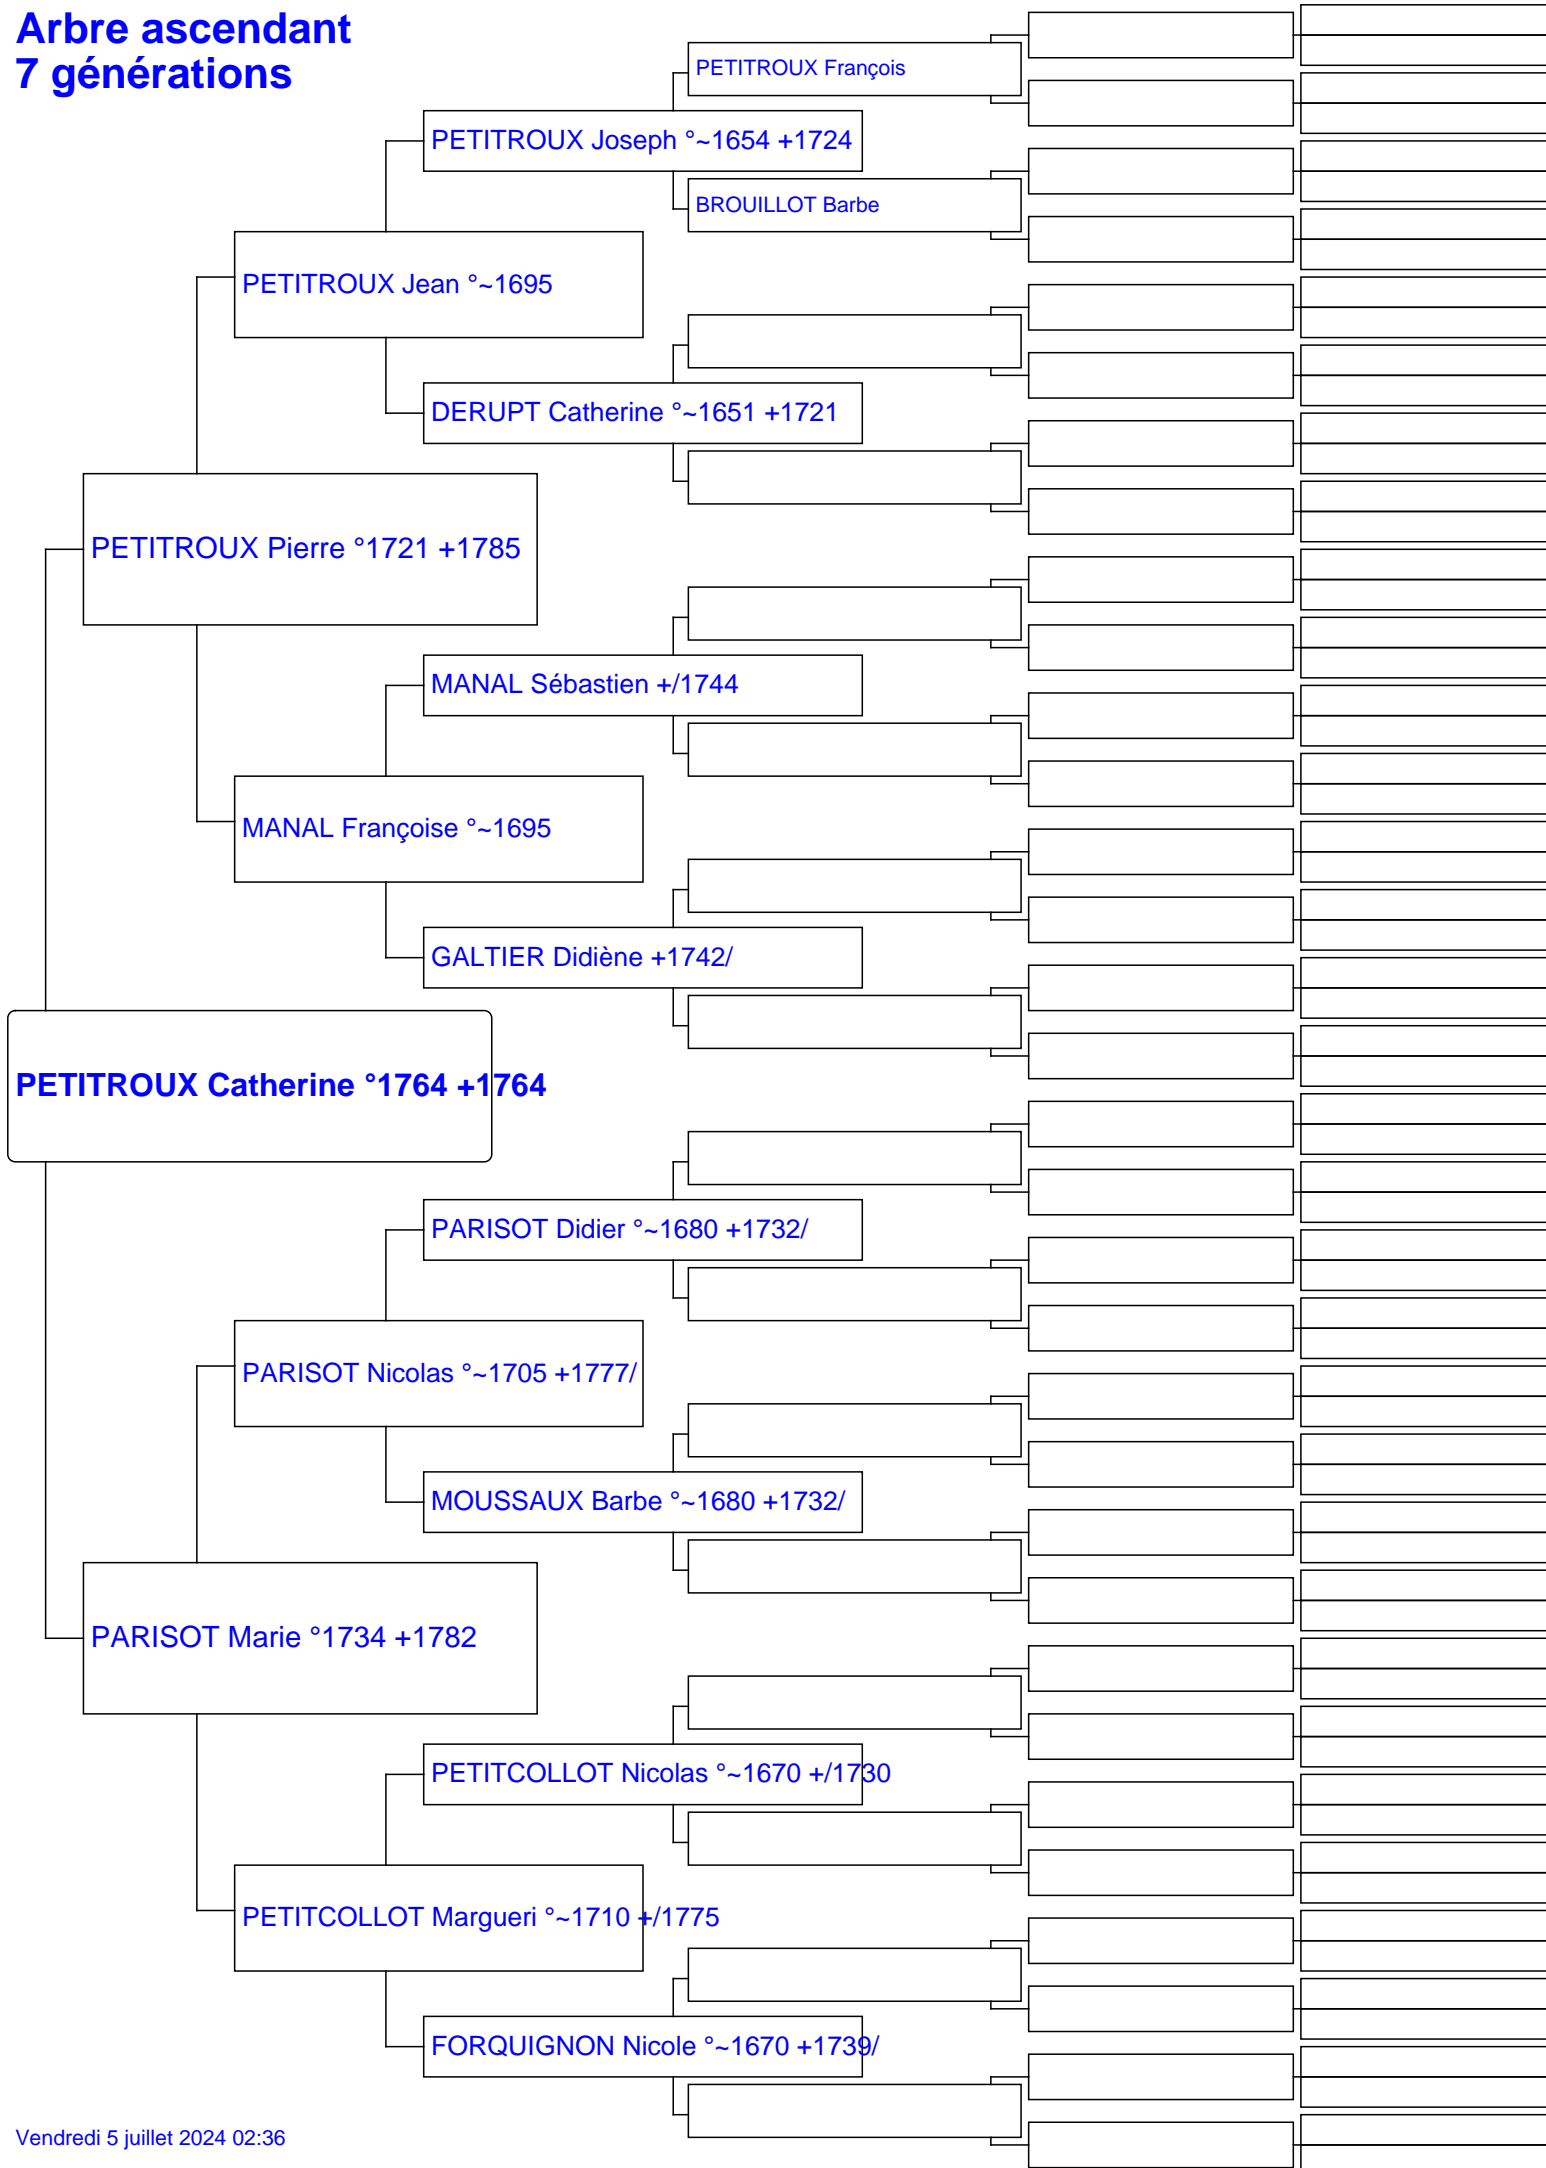 Arbre ascendant
7 générations
PETITROUX François
PETITROUX Joseph °~1654 +1724
BROUILLOT Barbe
PETITROUX Jean °~1695
DERUPT Catherine °~1651 +1721
PETITROUX Pierre °1721 +1785
MANAL Sébastien +/1744
MANAL Françoise °~1695
GALTIER Didiène +1742/
PETITROUX Catherine °1764 +1764
PARISOT Didier °~1680 +1732/
PARISOT Nicolas °~1705 +1777/
MOUSSAUX Barbe °~1680 +1732/
PARISOT Marie °1734 +1782
PETITCOLLOT Nicolas °~1670 +/1730
PETITCOLLOT Margueri °~1710 +/1775
FORQUIGNON Nicole °~1670 +1739/
Vendredi 5 juillet 2024 02:36